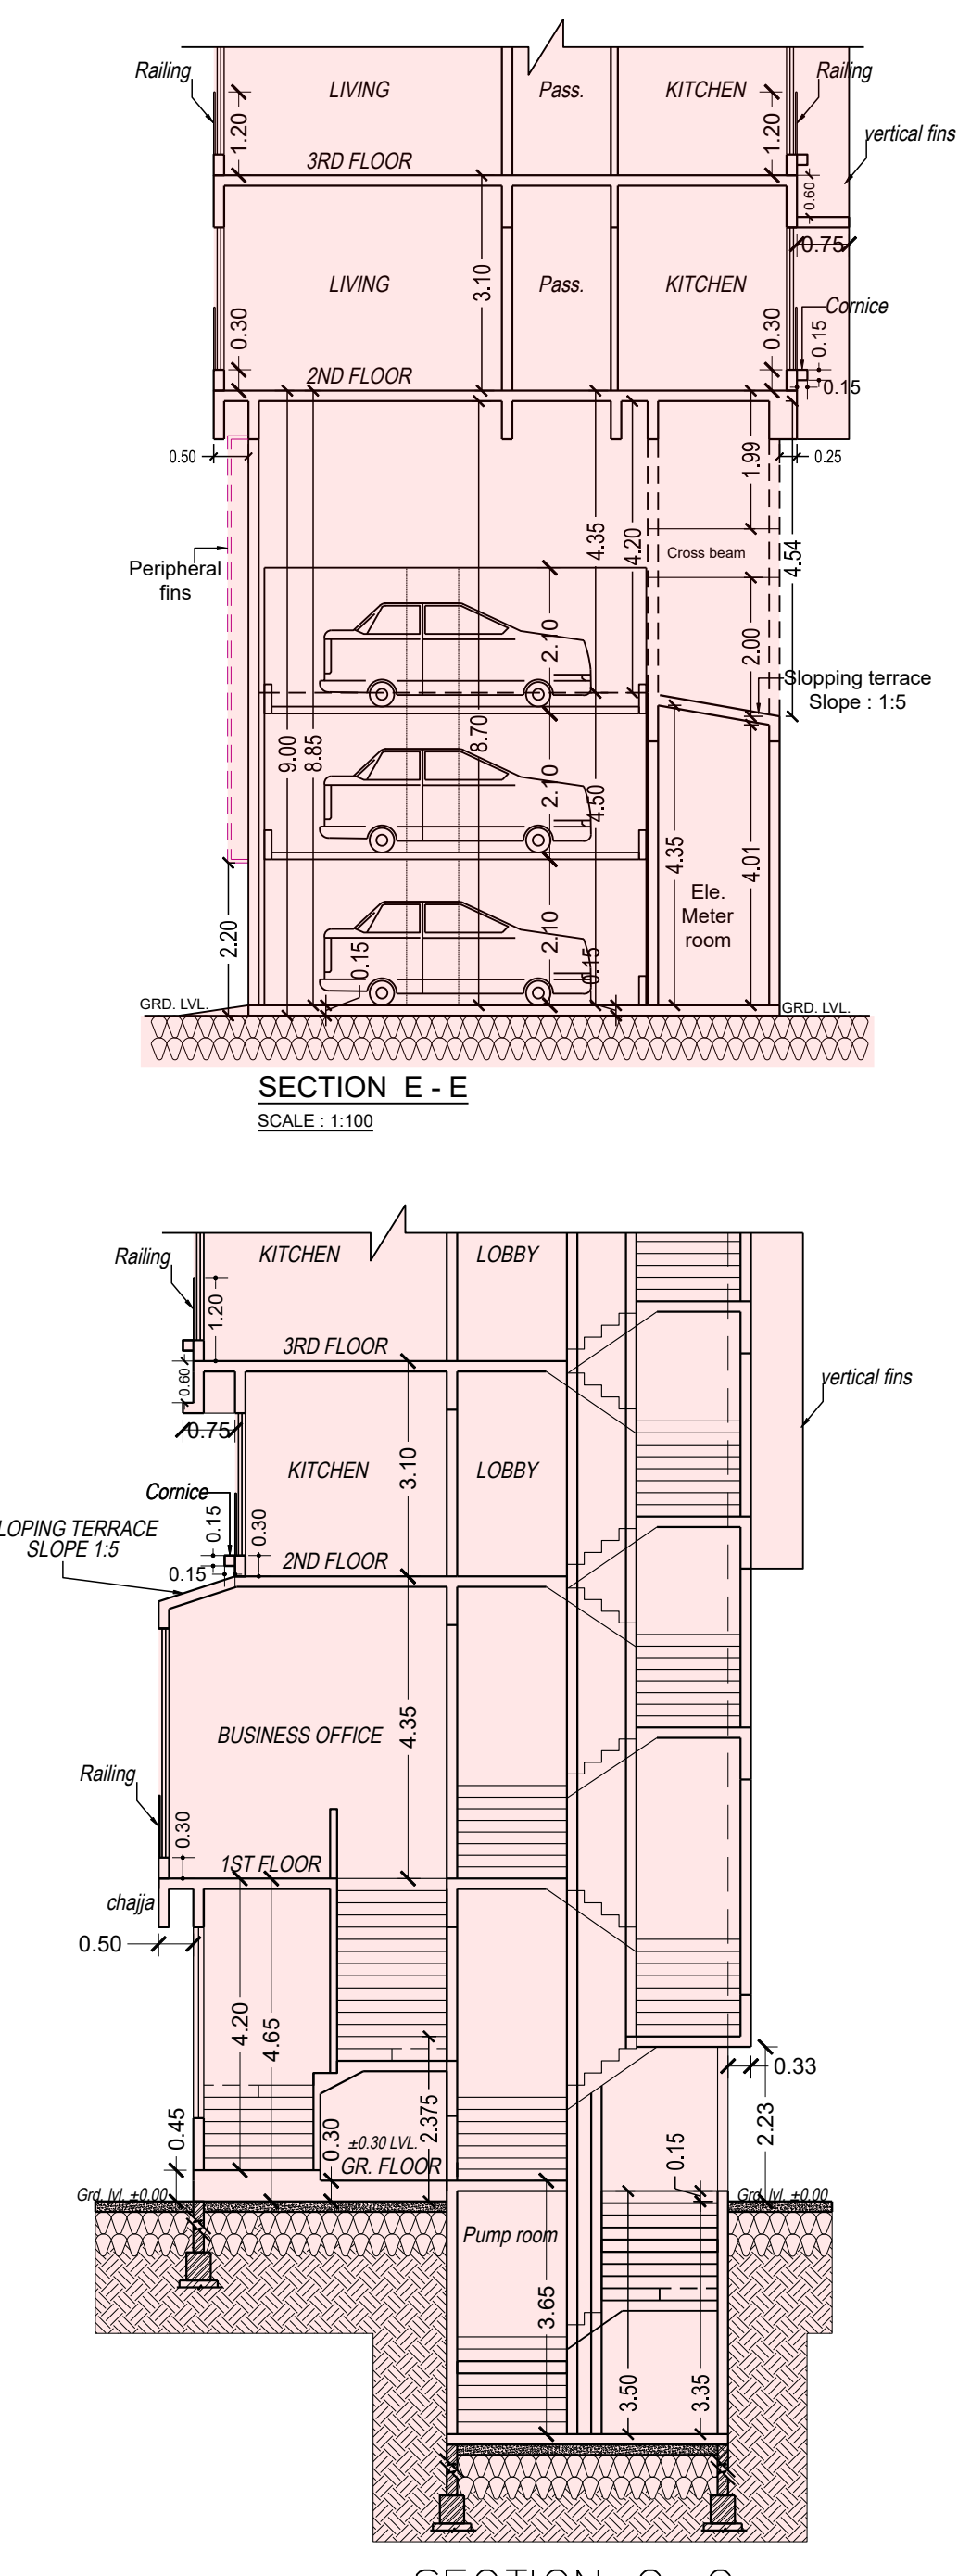 Railing
LIVING
Pass.
KITCHEN
Railing
1.20
1.20
vertical fins
3RD FLOOR
0.60
0.75
LIVING
3.10
Pass.
KITCHEN
Cornice
0.30
0.30
0.15
2ND FLOOR
0.15
0.50
1.99
0.25
4.35
4.20
Cross beam
4.54
Peripheral
fins
2.10
2.00
Slopping terrace
Slope : 1:5
9.00
8.85
8.70
2.10
4.50
4.35
4.01
Ele.
Meter
room
2.20
0.15
2.10
0.15
GRD. LVL.
GRD. LVL.
SECTION E - E
SCALE : 1:100
Railing
KITCHEN
LOBBY
1.20
3RD FLOOR
0.60
vertical fins
0.75
KITCHEN
3.10
LOBBY
Cornice
0.15
0.30
LOPING TERRACE
SLOPE 1:5
2ND FLOOR
0.15
BUSINESS OFFICE
4.35
Railing
0.30
1ST FLOOR
chajja
0.50
4.20
4.65
0.33
2.375
2.23
0.45
0.30
±0.30 LVL.
GR. FLOOR
0.15
Grd. lvl. ±0.00
Grd. lvl. ±0.00
Pump room
3.65
3.50
3.35